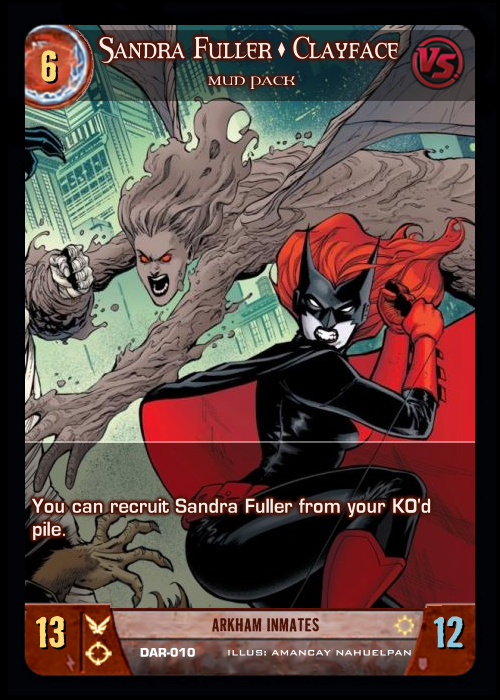 6
SANDRA FULLER ♦ CLAYFACE
MUD PACK
VS
You can recruit Sandra Fuller from your KO'd
pile.
13
ARKHAM INMATES
12
DAR-010 ILLUS: AMANCAY NAHUELPAN